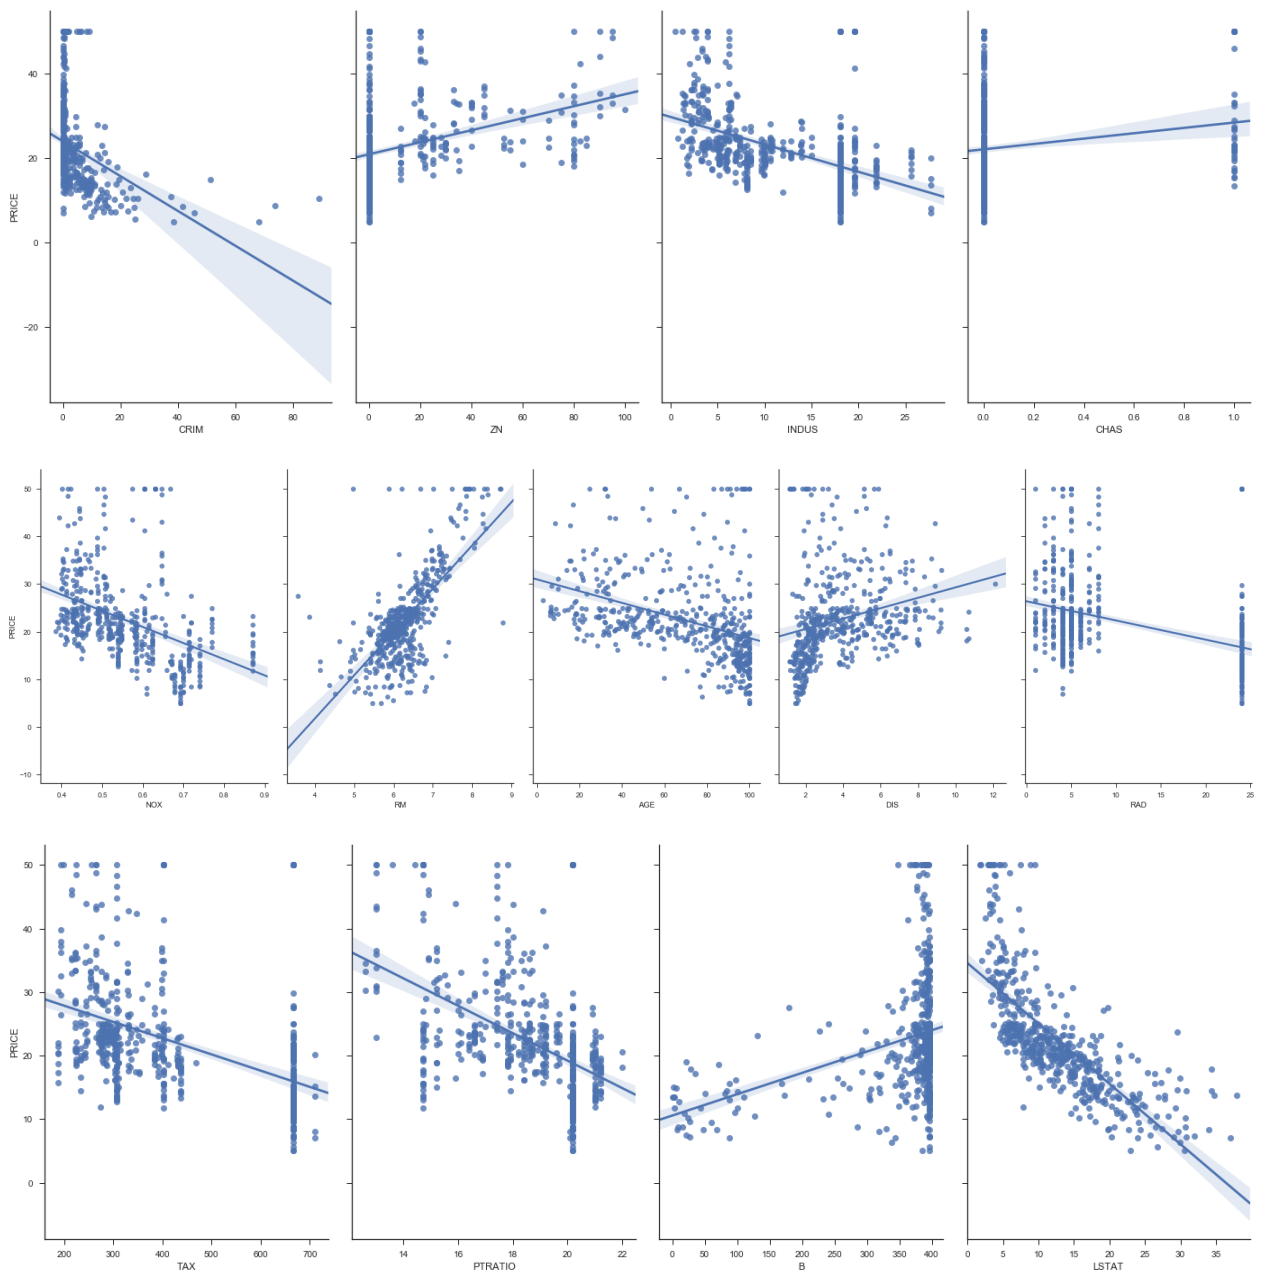 40
20
0
−20
PRICE
0 20 40 60 80
CRIM
0 20 40 60 80 100
ZN
0 5 10 15 20 25
INDUS
0.0 0.2 0.4 0.6 0.8 1.0
CHAS
50
40
30
20
10
0
−10
PRICE
0.4 0.5 0.6 0.7 0.8 0.9
NOX
4 5 6 7 8 9
RM
0 20 40 60 80 100
AGE
2 4 6 8 10 12
DIS
0 5 10 15 20 25
RAD
50
40
30
20
10
0
PRICE
200 300 400 500 600 700
TAX
14 16 18 20 22
PTRATIO
0 50 100 150 200 250 300 350 400
B
0 5 10 15 20 25 30 35
LSTAT